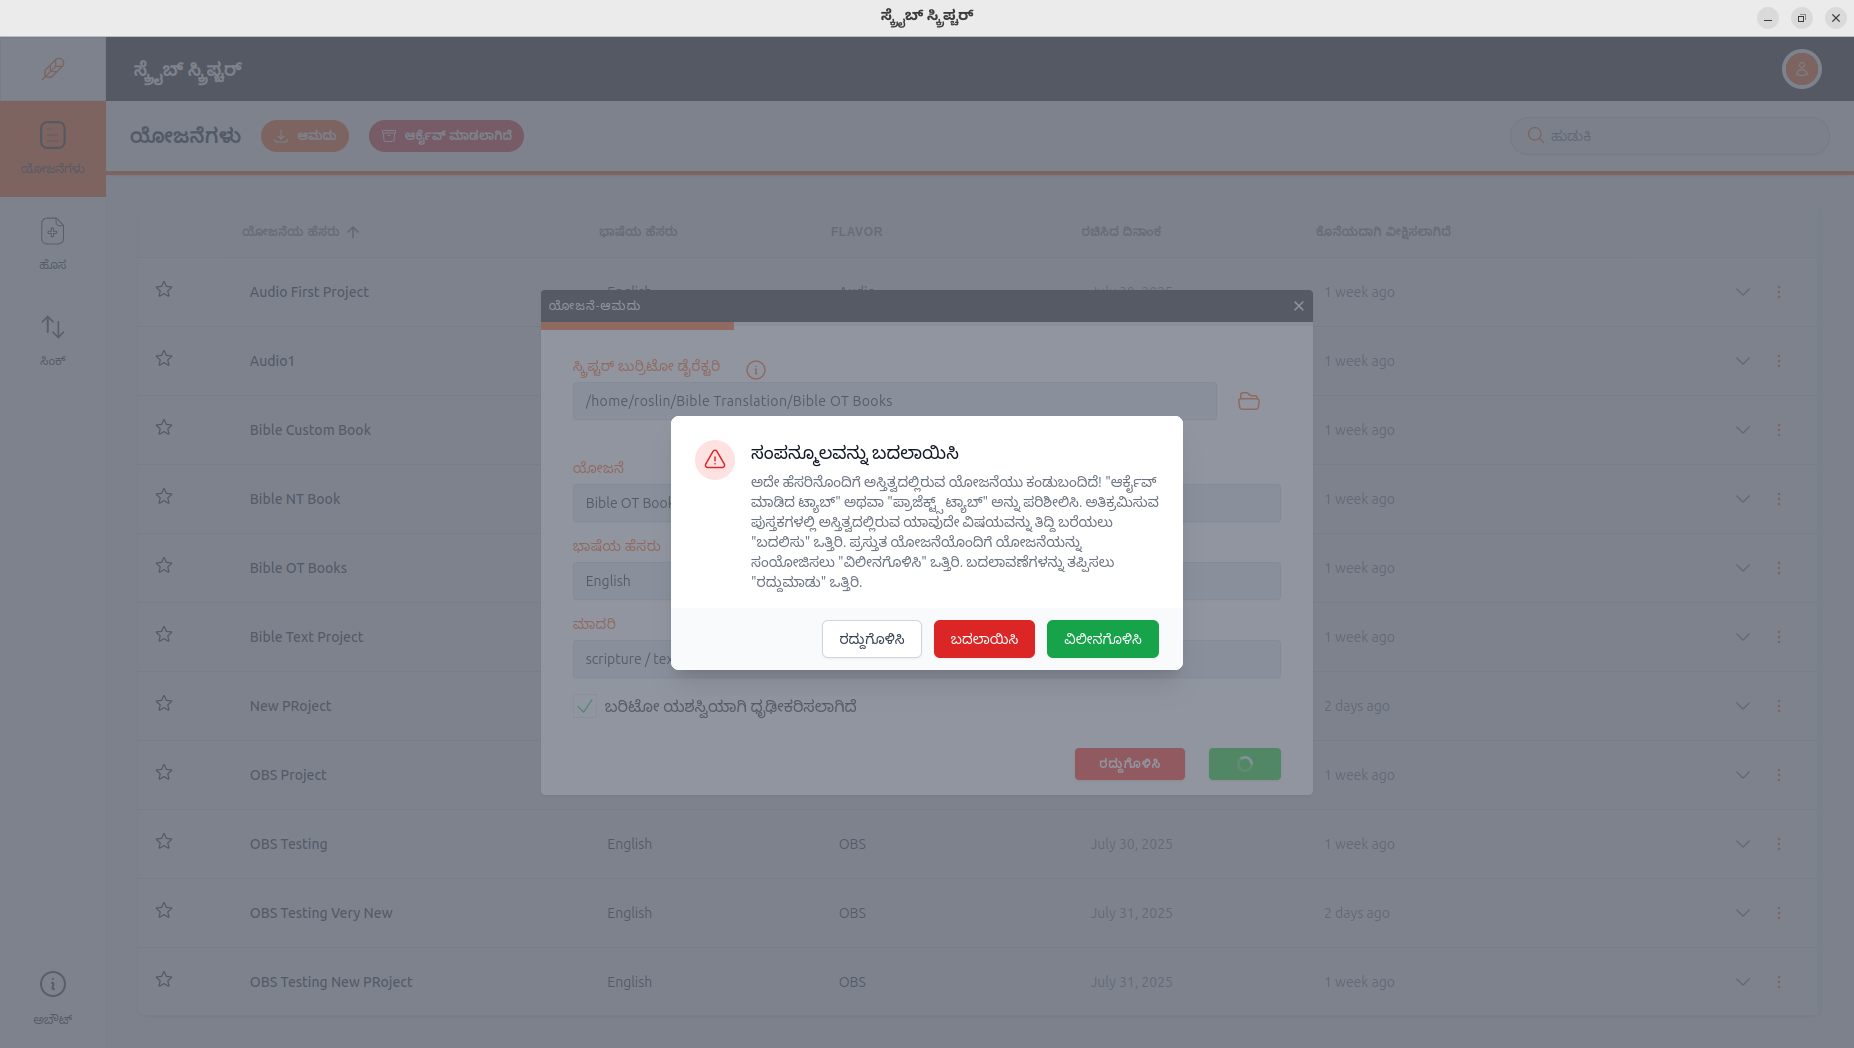 ಸ್ಕ್ರೈಬ್ ಸ್ಕ್ರಿಪ್ಚರ್
ಸ್ಕ್ರೈಬ್ ಸ್ಕ್ರಿಪ್ಚರ್
ಯೋಜನೆಗಳು ಆಮದು ಆರ್ಕೈವ್ ಮಾಡಲಾಗಿದೆ ಹುಡುಕಿ
ಯೋಜನೆಗಳು
ಹೊಸ
ಸಿಂಕ್
ಅಬೌಟ್
ಯೋಜನೆಯ ಹೆಸರು ಭಾಷೆಯ ಹೆಸರು FLAVOR ರಚಿಸಿದ ದಿನಾಂಕ ಕೊನೆಯದಾಗಿ ವೀಕ್ಷಿಸಲಾಗಿದೆ
Audio First Project 1 week ago
Audio1 1 week ago
Bible Custom Book 1 week ago
Bible NT Book 1 week ago
Bible OT Books 1 week ago
Bible Text Project 1 week ago
New PRoject 2 days ago
OBS Project 1 week ago
OBS Testing English OBS July 30, 2025 1 week ago
OBS Testing Very New English OBS July 31, 2025 2 days ago
OBS Testing New PRoject English OBS July 31, 2025 1 week ago
ಯೋಜನೆ-ಆಮದು
ಸ್ಕ್ರಿಪ್ಚರ್ ಬುರ್ರಿಟೋ ಡೈರೆಕ್ಟರಿ
/home/roslin/Bible Translation/Bible OT Books
ಯೋಜನೆ
Bible OT
ಭಾಷೆಯ ಹೆಸರು
English
ಮಾದರಿ
scripture /
ಬರಿಟೋ ಯಶಸ್ವಿಯಾಗಿ ಧೃಢೀಕರಿಸಲಾಗಿದೆ
ರದ್ದುಗೊಳಿಸಿ
ಸಂಪನ್ಮೂಲವನ್ನು ಬದಲಾಯಿಸಿ
ಅದೇ ಹೆಸರಿನೊಂದಿಗೆ ಅಸ್ತಿತ್ವದಲ್ಲಿರುವ ಯೋಜನೆಯು ಕಂಡುಬಂದಿದೆ! "ಆರ್ಕೈವ್
ಮಾಡಿದ ಟ್ಯಾಬ್" ಅಥವಾ "ಪ್ರಾಜೆಕ್ಟ್ಸ್ ಟ್ಯಾಬ್" ಅನ್ನು ಪರಿಶೀಲಿಸಿ. ಅತಿಕ್ರಮಿಸುವ
ಪುಸ್ತಕಗಳಲ್ಲಿ ಅಸ್ತಿತ್ವದಲ್ಲಿರುವ ಯಾವುದೇ ವಿಷಯವನ್ನು ತಿದ್ದಿ ಬರೆಯಲು
"ಬದಲಿಸು" ಒತ್ತಿರಿ. ಪ್ರಸ್ತುತ ಯೋಜನೆಯೊಂದಿಗೆ ಯೋಜನೆಯನ್ನು
ಸಂಯೋಜಿಸಲು "ವಿಲೀನಗೊಳಿಸಿ" ಒತ್ತಿರಿ. ಬದಲಾವಣೆಗಳನ್ನು ತಪ್ಪಿಸಲು
"ರದ್ದುಮಾಡು" ಒತ್ತಿರಿ.
ರದ್ದುಗೊಳಿಸಿ ಬದಲಾಯಿಸಿ ವಿಲೀನಗೊಳಿಸಿ